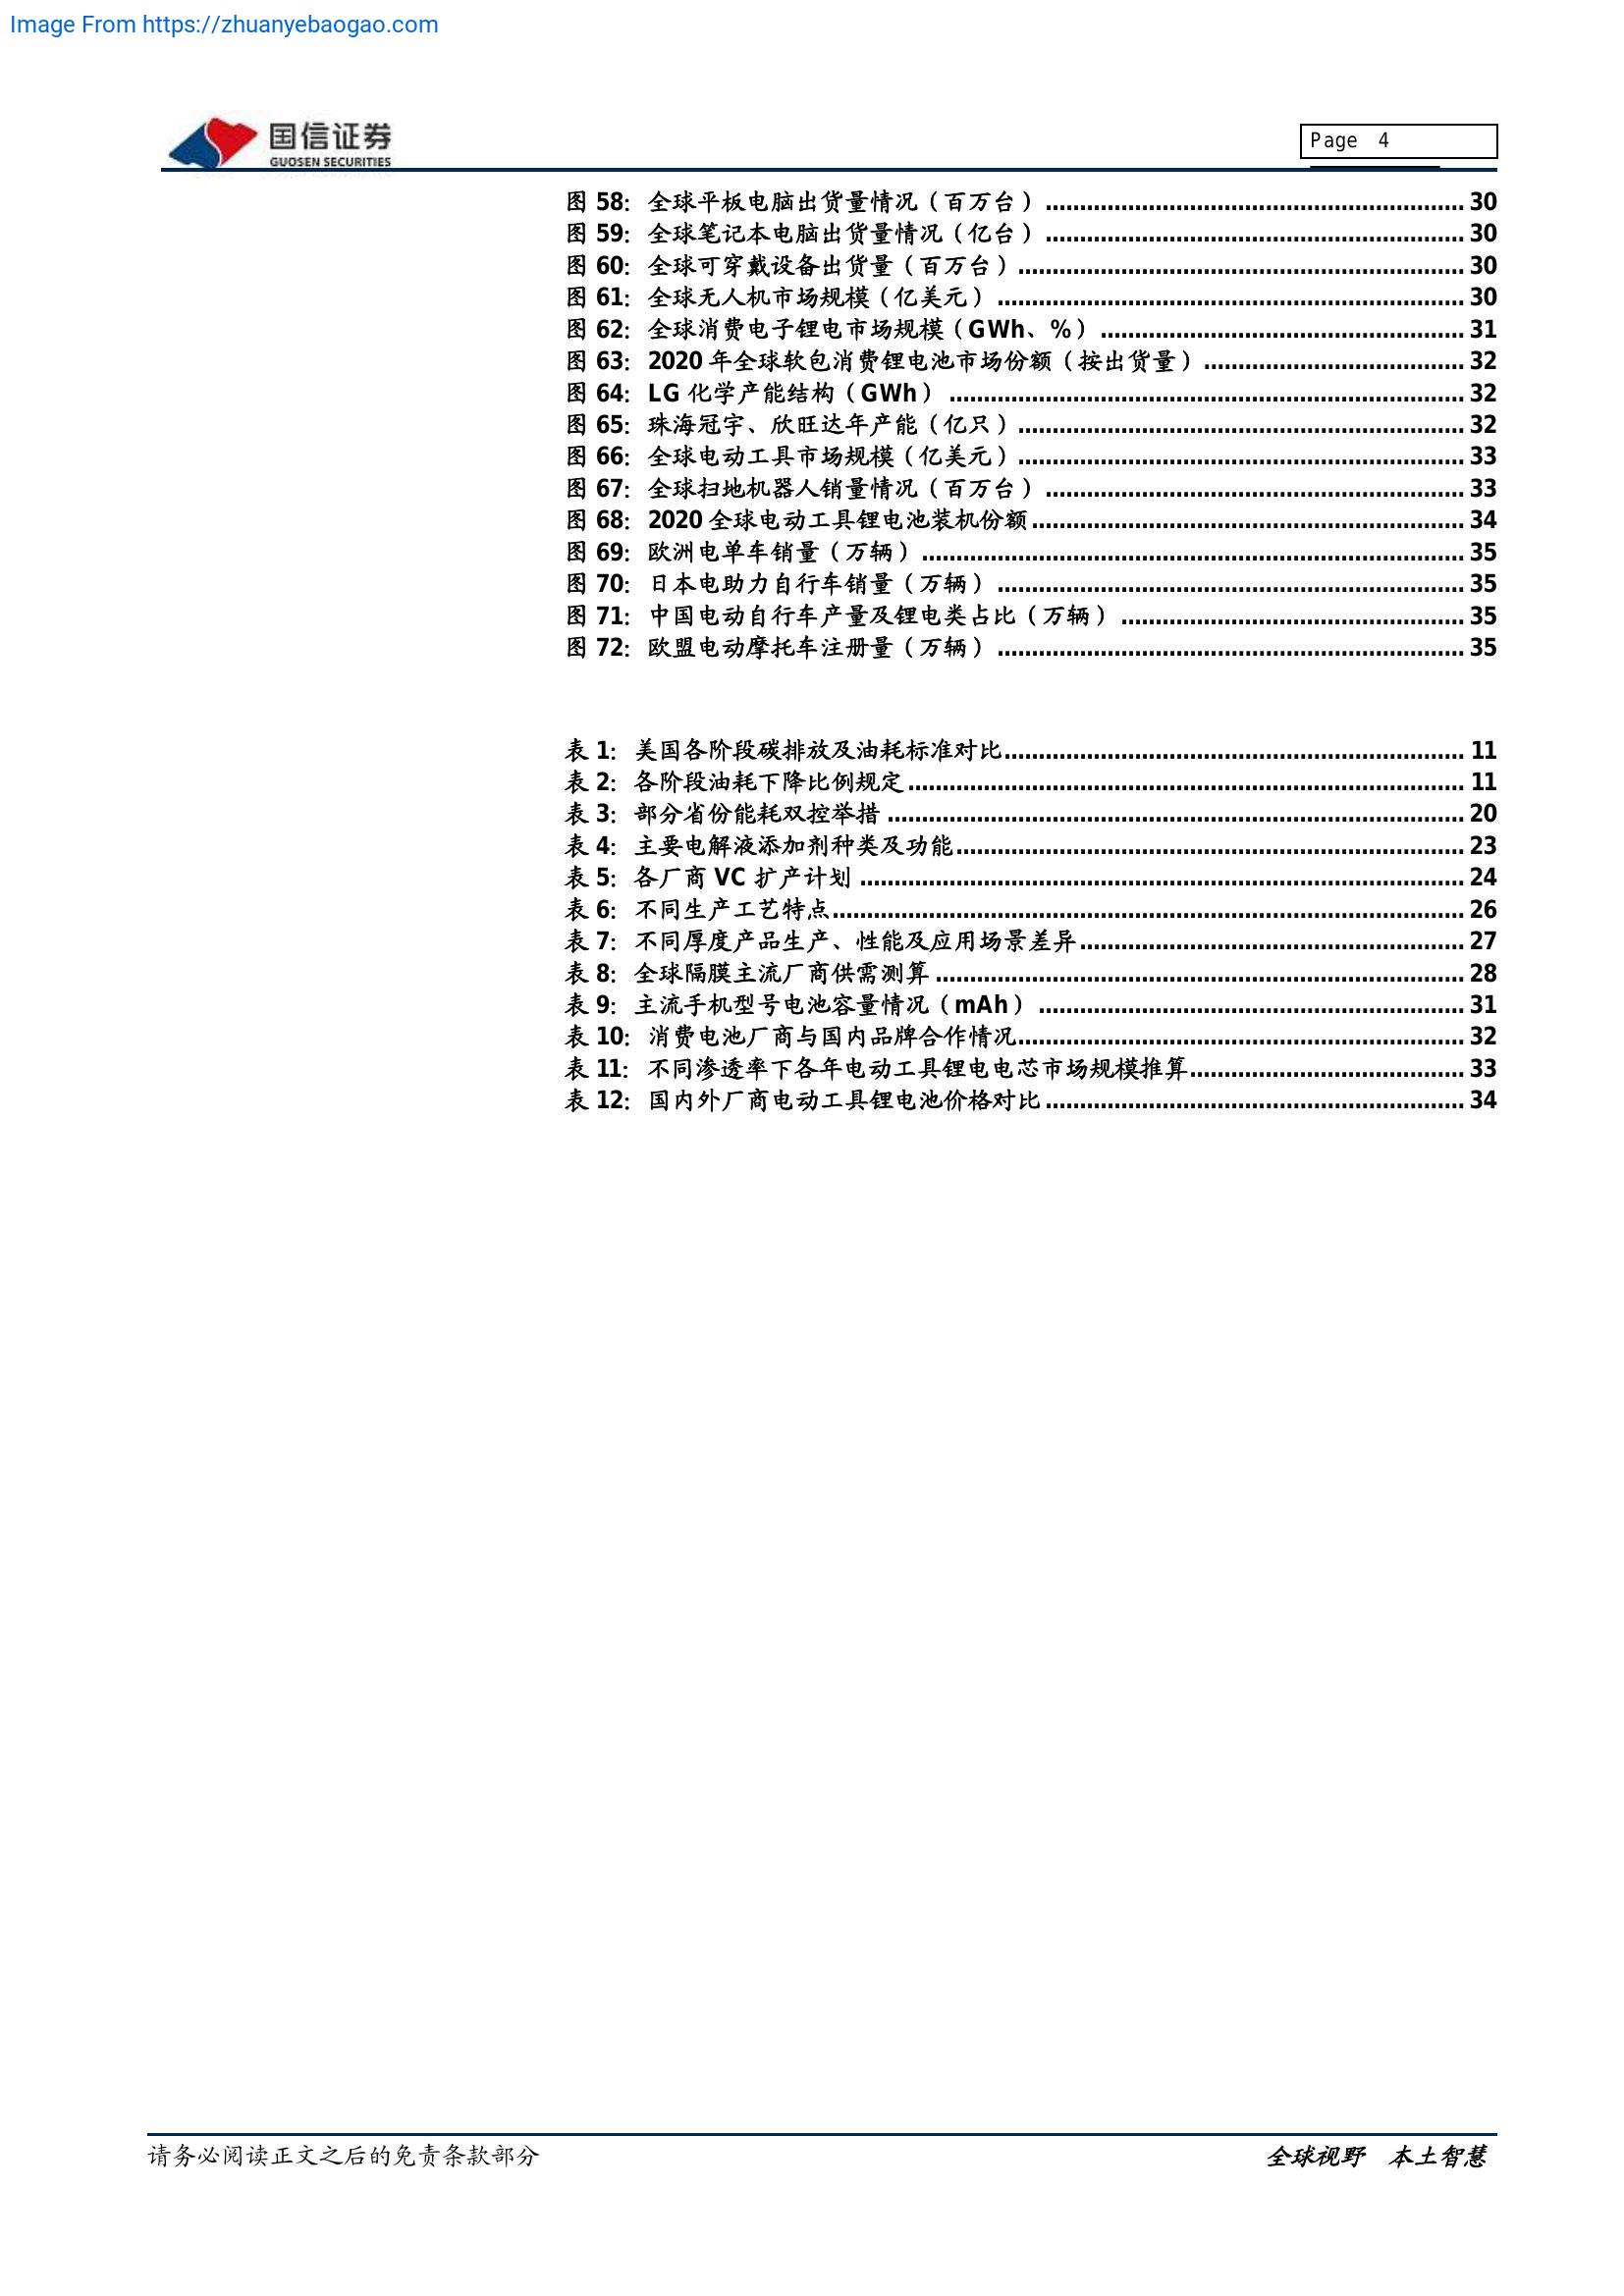 Image From https://zhuanyebaogao.com
国信证券
GUOSEN SECURITIES
Page 4
图 58：全球平板电脑出货量情况（百万台）............................................................. 30
图 59：全球笔记本电脑出货量情况（亿台）............................................................. 30
图 60：全球可穿戴设备出货量（百万台）................................................................. 30
图 61：全球无人机市场规模（亿美元）.................................................................... 30
图 62：全球消费电子锂电市场规模（GWh、%）..................................................... 31
图 63：2020 年全球软包消费锂电池市场份额（按出货量）...................................... 32
图 64：LG 化学产能结构（GWh）........................................................................... 32
图 65：珠海冠宇、欣旺达年产能（亿只）................................................................. 32
图 66：全球电动工具市场规模（亿美元）................................................................. 33
图 67：全球扫地机器人销量情况（百万台）............................................................. 33
图 68：2020 全球电动工具锂电池装机份额............................................................... 34
图 69：欧洲电单车销量（万辆）............................................................................... 35
图 70：日本电助力自行车销量（万辆）.................................................................... 35
图 71：中国电动自行车产量及锂电类占比（万辆）.................................................. 35
图 72：欧盟电动摩托车注册量（万辆）.................................................................... 35
表 1：美国各阶段碳排放及油耗标准对比................................................................... 11
表 2：各阶段油耗下降比例规定................................................................................. 11
表 3：部分省份能耗双控举措.................................................................................... 20
表 4：主要电解液添加剂种类及功能.......................................................................... 23
表 5：各厂商 VC 扩产计划........................................................................................ 24
表 6：不同生产工艺特点............................................................................................ 26
表 7：不同厚度产品生产、性能及应用场景差异........................................................ 27
表 8：全球隔膜主流厂商供需测算............................................................................. 28
表 9：主流手机型号电池容量情况（mAh）.............................................................. 31
表 10：消费电池厂商与国内品牌合作情况................................................................. 32
表 11：不同渗透率下各年电动工具锂电电芯市场规模推算........................................ 33
表 12：国内外厂商电动工具锂电池价格对比............................................................. 34
请务必阅读正文之后的免责条款部分
全球视野 本土智慧